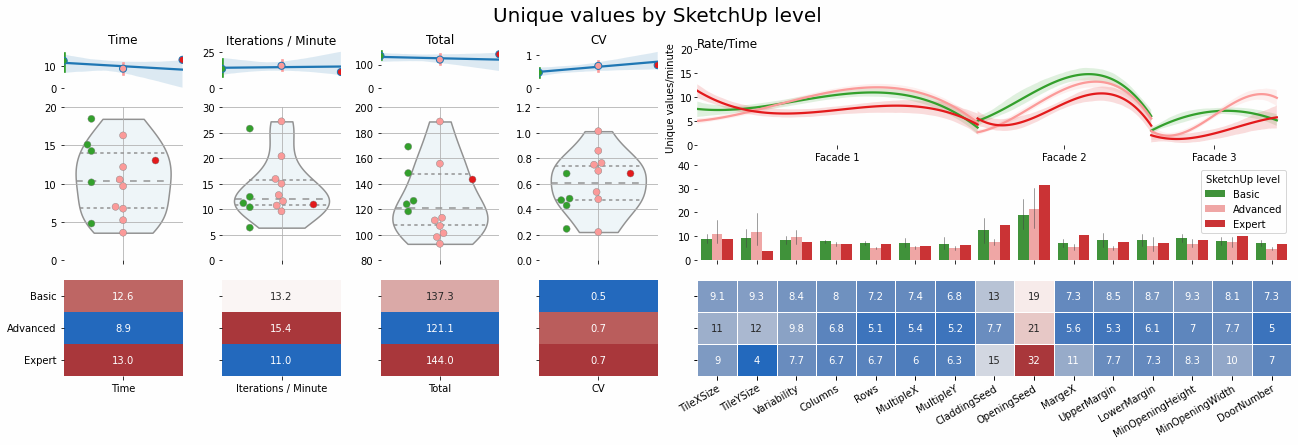 Unique values by SketchUp level
Time
Iterations / Minute
Total
CV
Rate/Time
10
0
25
0
100
0
1
0
20
15
10
5
0
Unique values/minute
Facade 1
Facade 2
Facade 3
20
15
10
5
0
30
25
20
15
10
5
0
200
180
160
140
120
100
80
1.2
1.0
0.8
0.6
0.4
0.2
0.0
40
30
20
10
0
SketchUp level
Basic
Advanced
Expert
Basic 12.6 13.2 137.3 0.5 9.1 9.3 8.4 8 7.2 7.4 6.8 13 19 7.3 8.5 8.7 9.3 8.1 7.3
Advanced 8.9 15.4 121.1 0.7 11 12 9.8 6.8 5.1 5.4 5.2 7.7 21 5.6 5.3 6.1 7 7.7 5
Expert 13.0 11.0 144.0 0.7 9 4 7.7 6.7 6.7 6 6.3 15 32 11 7.7 7.3 8.3 10 7
Time
Iterations / Minute
Total
CV
TileXSize
TileYSize
Variability
Columns
Rows
MultipleX
MultipleY
CladdingSeed
OpeningSeed
MargeX
UpperMargin
LowerMargin
MinOpeningHeight
MinOpeningWidth
DoorNumber